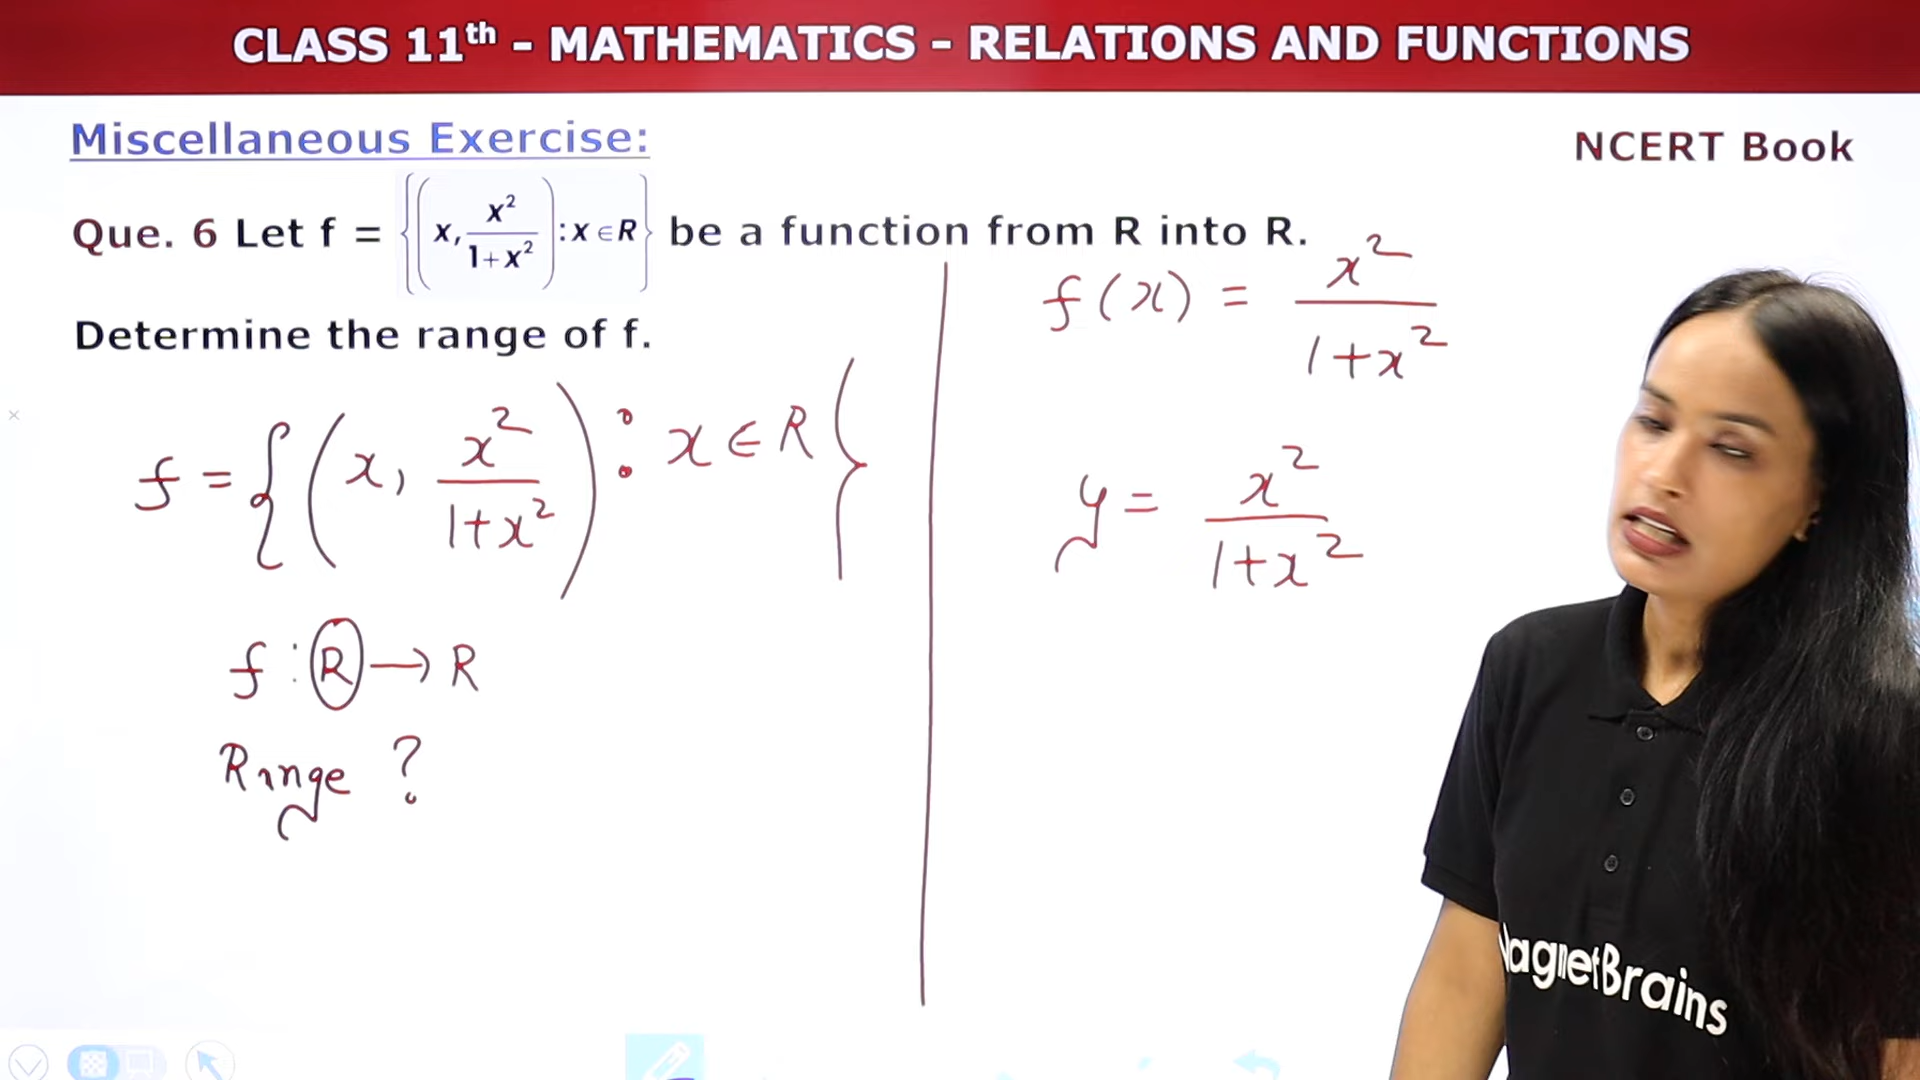 CLASS 11th – MATHEMATICS – RELATIONS AND FUNCTIONS
Miscellaneous Exercise:
NCERT Book
Que. 6 Let f = {(x, x²/1+x²) : x ∈ R} be a function from R into R.
Determine the range of f.
f = {(x, x²/1+x²) : x ∈ R}
f : R → R
Range ?
f(x) = x²/1+x²
y = x²/1+x²
MagnetBrains